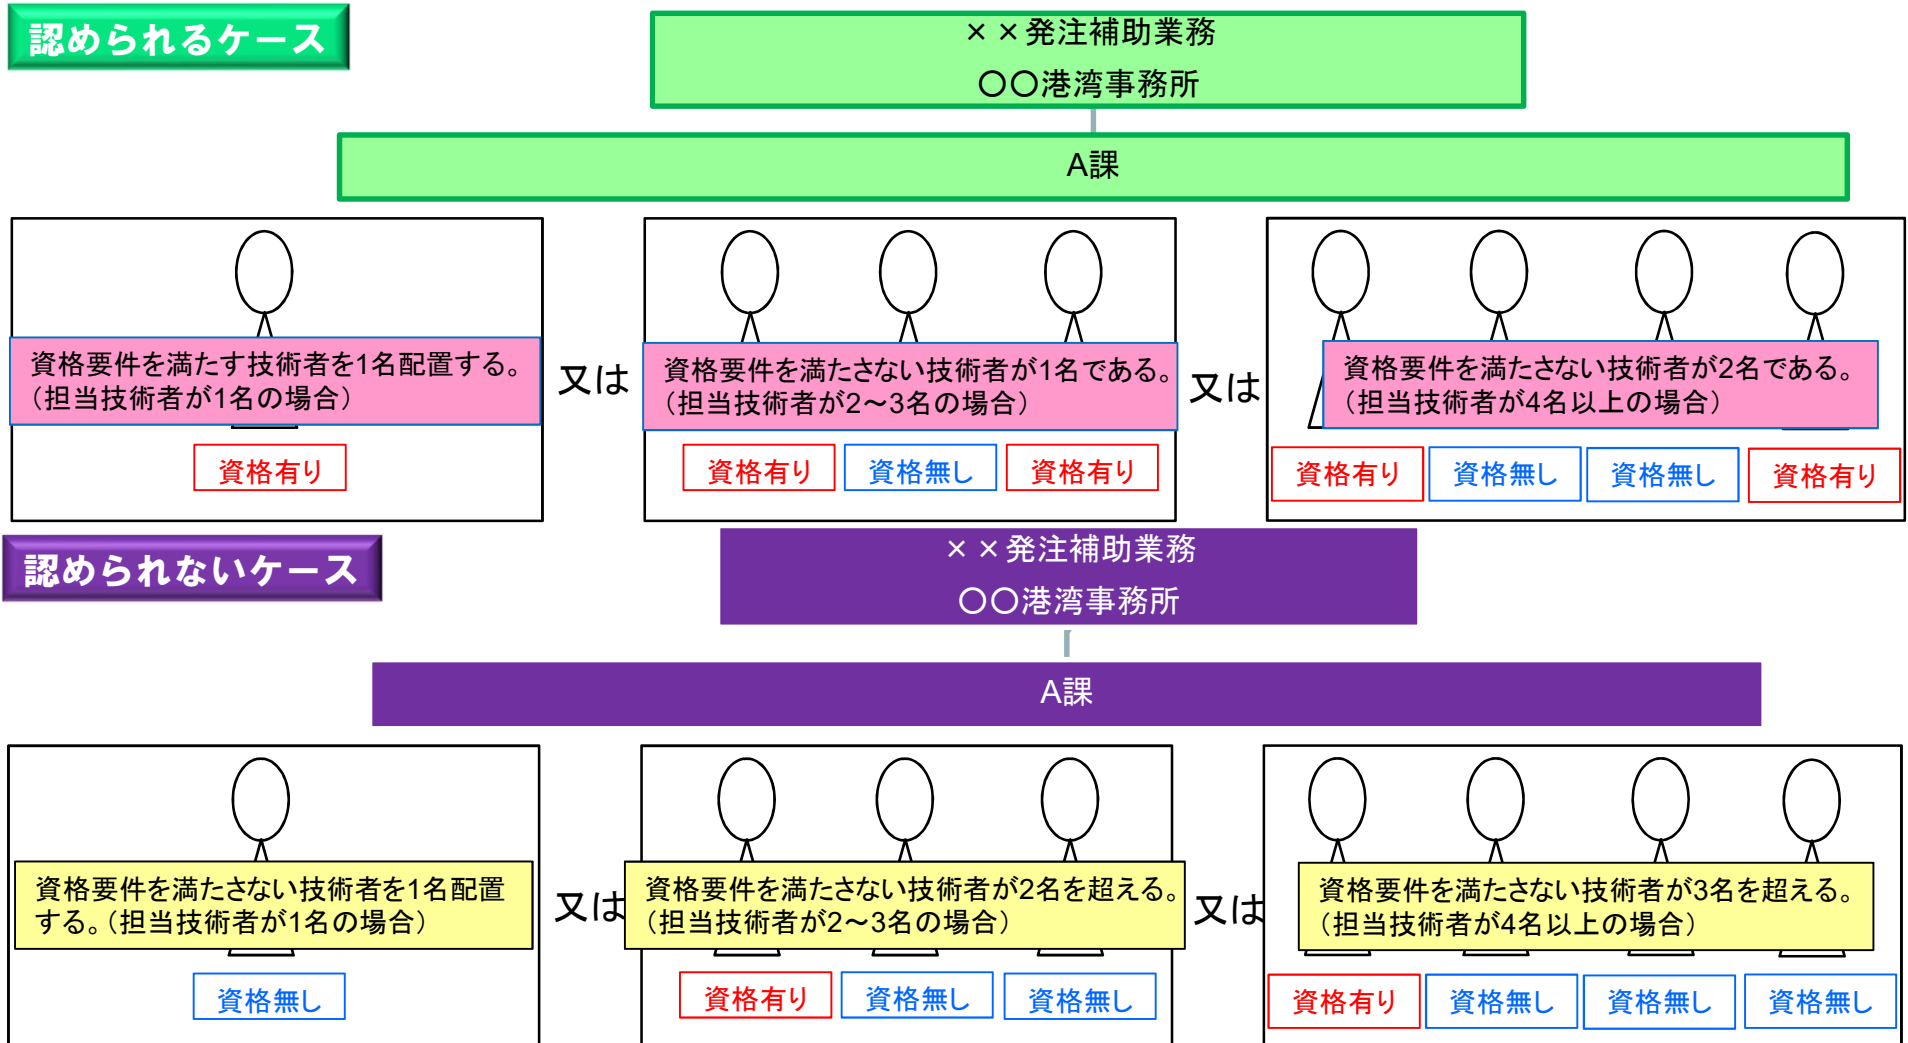 認められるケース
××発注補助業務
〇〇港湾事務所
A課
資格要件を満たす技術者を1名配置する。
（担当技術者が1名の場合）
資格有り
又は
資格要件を満たさない技術者が1名である。
（担当技術者が2～3名の場合）
資格有り
資格無し
資格有り
又は
資格要件を満たさない技術者が2名である。
（担当技術者が4名以上の場合）
資格有り
資格無し
資格無し
資格有り
認められないケース
××発注補助業務
〇〇港湾事務所
A課
資格要件を満たさない技術者を1名配置
する。（担当技術者が1名の場合）
資格無し
又は
資格要件を満たさない技術者が2名を超える。
（担当技術者が2～3名の場合）
資格有り
資格無し
資格無し
又は
資格要件を満たさない技術者が3名を超える。
（担当技術者が4名以上の場合）
資格有り
資格無し
資格無し
資格無し